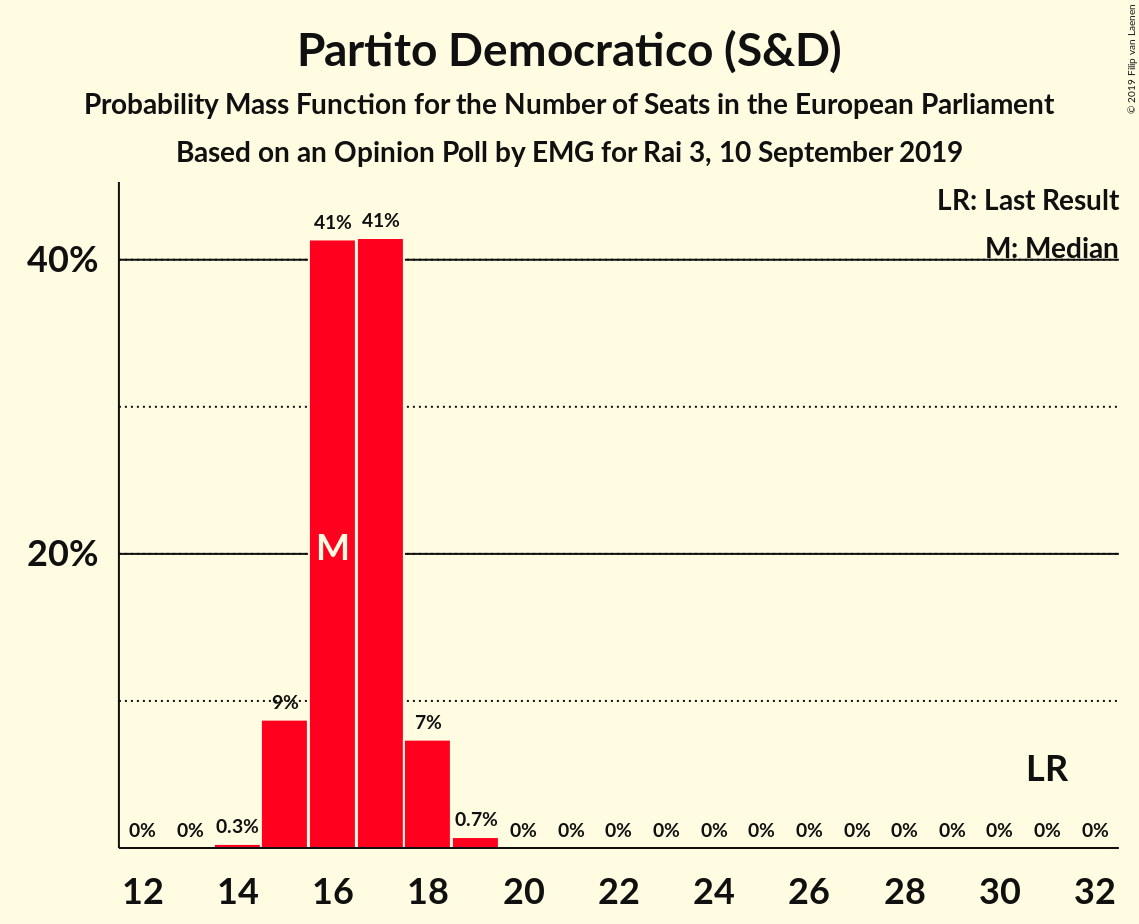 Partito Democratico (S&D)
Probability Mass Function for the Number of Seats in the European Parliament
Based on an Opinion Poll by EMG for Rai 3, 10 September 2019
© 2019 Filip van Laenen
LR: Last Result
M: Median
40%
20%
41% 41%
M
9%
7%
LR
0% 0% 0.3% 0.7% 0% 0% 0% 0% 0% 0% 0% 0% 0% 0% 0% 0% 0%
12 14 16 18 20 22 24 26 28 30 32